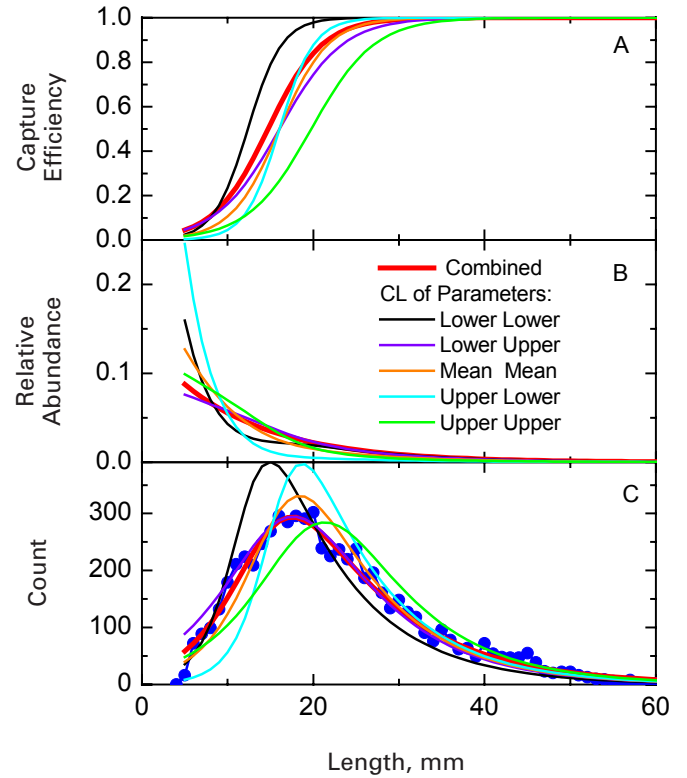 1.0
0.8
0.6
0.4
0.2
0.0
Capture
Efficiency
A
0.2
0.1
0.0
Relative
Abundance
B
Combined
CL of Parameters:
Lower Lower
Lower Upper
Mean Mean
Upper Lower
Upper Upper
300
200
100
0
Count
C
0 20 40 60
Length, mm